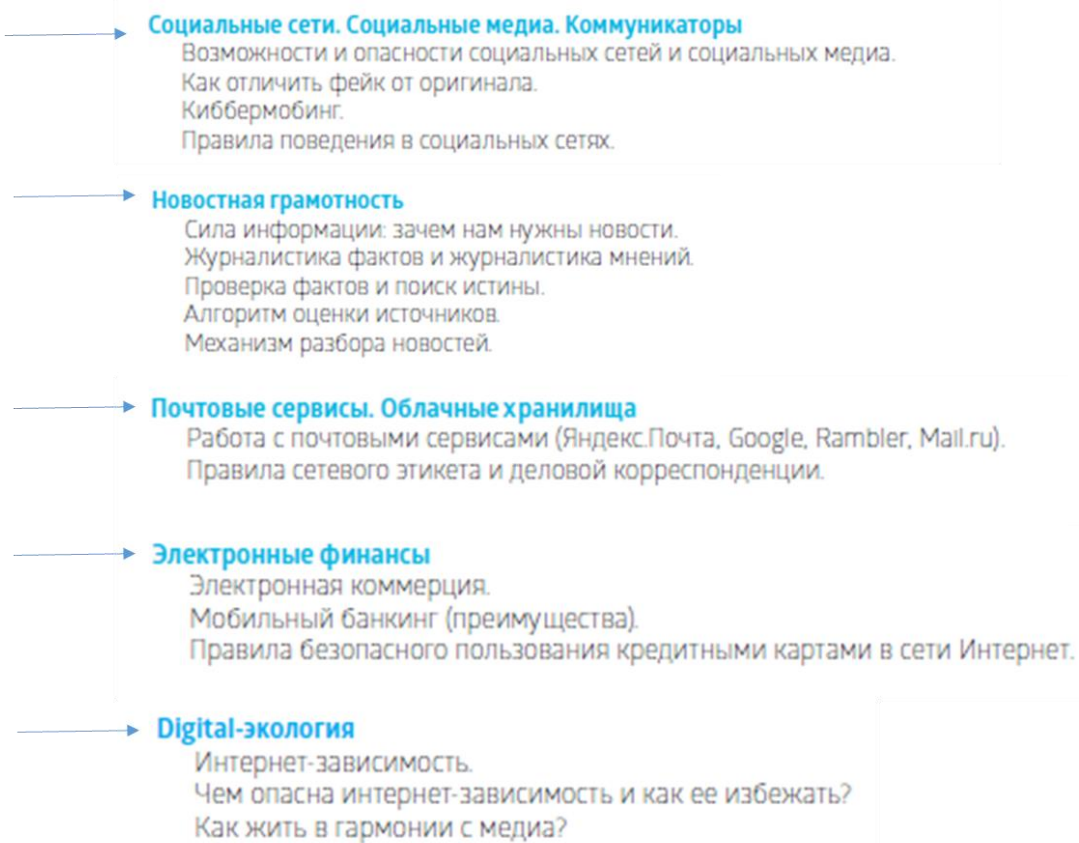 Социальные сети. Социальные медиа. Коммуникаторы
Возможности и опасности социальных сетей и социальных медиа.
Как отличить фейк от оригинала.
Киббермобинг.
Правила поведения в социальных сетях.
Новостная грамотность
Сила информации: зачем нам нужны новости.
Журналистика фактов и журналистика мнений.
Проверка фактов и поиск истины.
Алгоритм оценки источников.
Механизм разбора новостей.
Почтовые сервисы. Облачные хранилища
Работа с почтовыми сервисами (Яндекс.Почта, Google, Rambler, Mail.ru).
Правила сетевого этикета и деловой корреспонденции.
Электронные финансы
Электронная коммерция.
Мобильный банкинг (преимущества).
Правила безопасного пользования кредитными картами в сети Интернет.
Digital-экология
Интернет-зависимость.
Чем опасна интернет-зависимость и как ее избежать?
Как жить в гармонии с медиа?